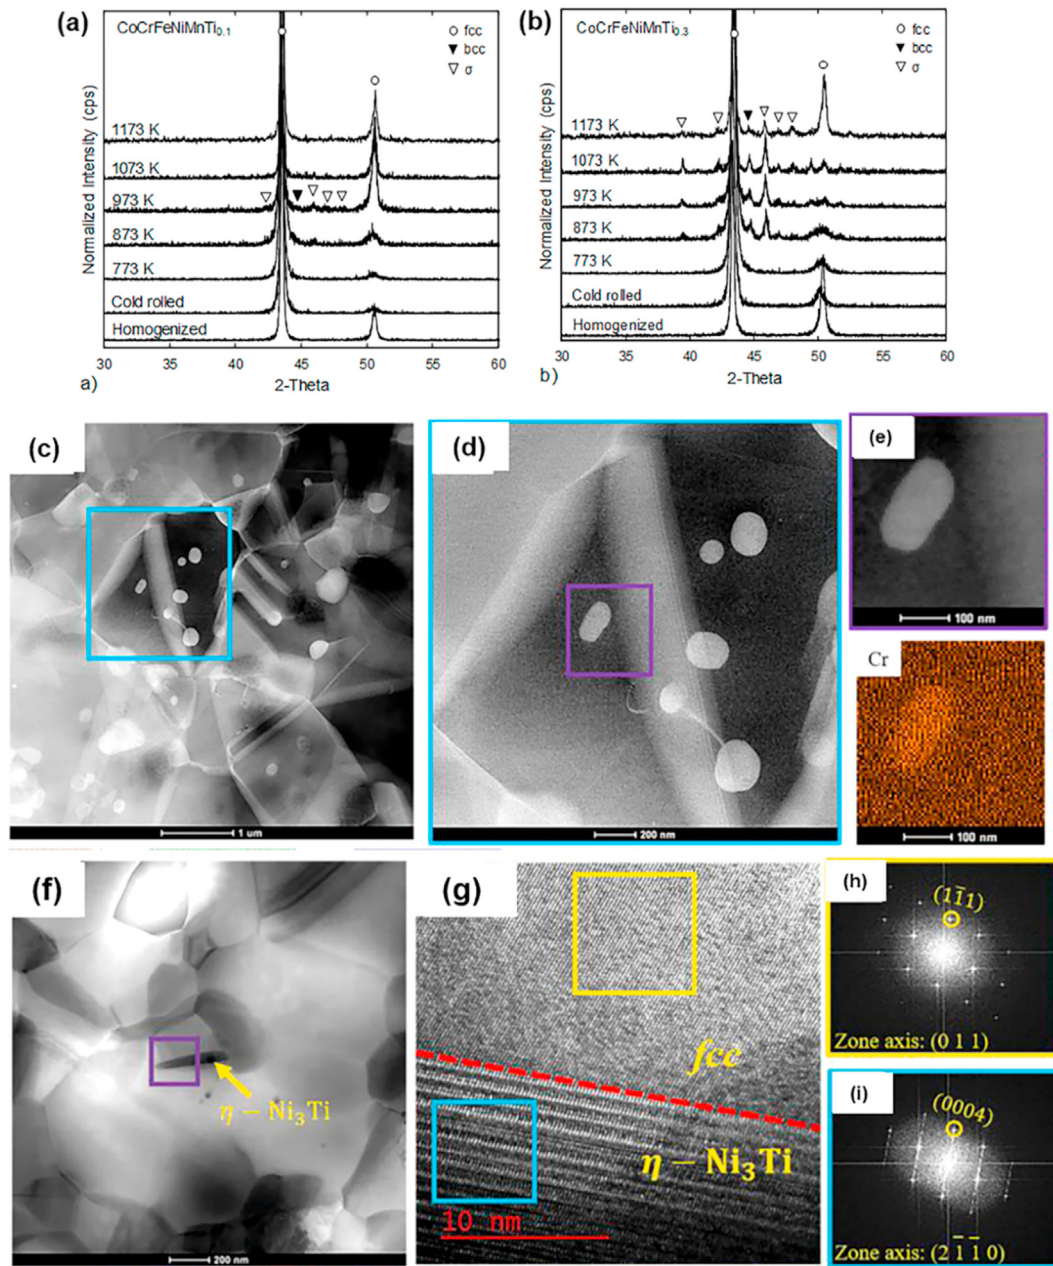 (a)
CoCrFeNiMnTi0.1
○ fcc
▼ bcc
▽ σ
Normalized Intensity (cps)
1173 K
1073 K
973 K
873 K
773 K
Cold rolled
Homogenized
30 35 40 45 50 55 60
2-Theta
a)
(b)
CoCrFeNiMnTi0.3
○ fcc
▼ bcc
▽ σ
Normalized Intensity (cps)
1173 K
1073 K
973 K
873 K
773 K
Cold rolled
Homogenized
30 35 40 45 50 55 60
2-Theta
b)
(c)
1 um
(d)
200 nm
(e)
100 nm
Cr
100 nm
(f)
η − Ni₃Ti
200 nm
(g)
fcc
η − Ni₃Ti
10 nm
(h)
(11̅1)
Zone axis: (0 1 1)
(i)
(0004)
Zone axis: (2 1̅ 1̅ 0)